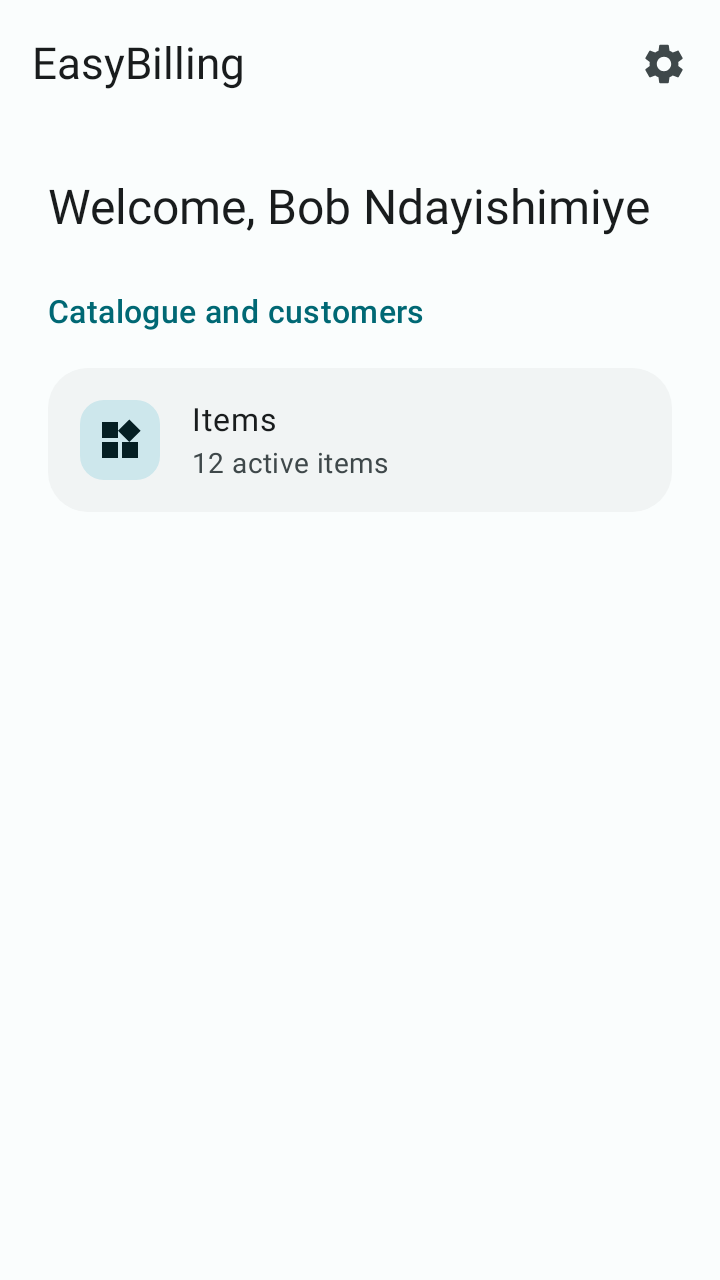 EasyBilling
Welcome, Bob Ndayishimiye
Catalogue and customers
Items
12 active items